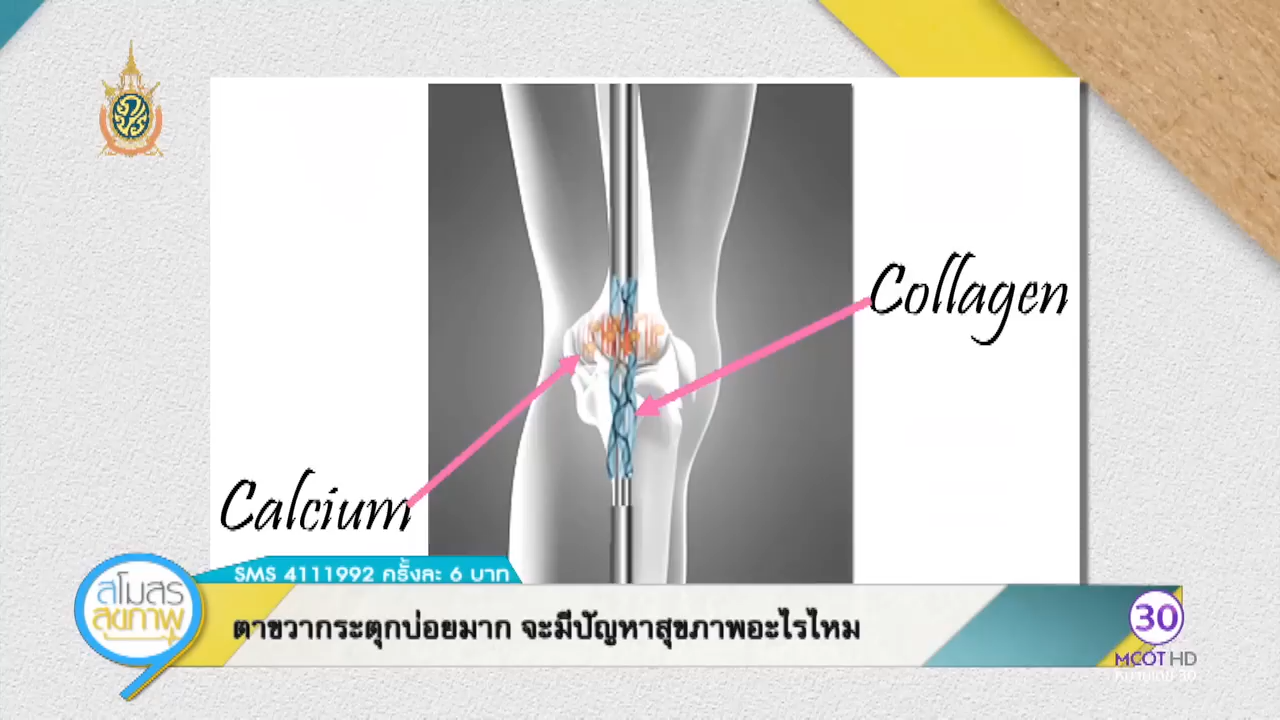 Collagen
Calcium
SMS 4111992 ครั้งละ 6 บาท
สโมสร
สุขภาพ
ตาขวากระตุกบ่อยมาก จะมีปัญหาสุขภาพอะไรไหม
30
MCOT HD
หมายเลข 30